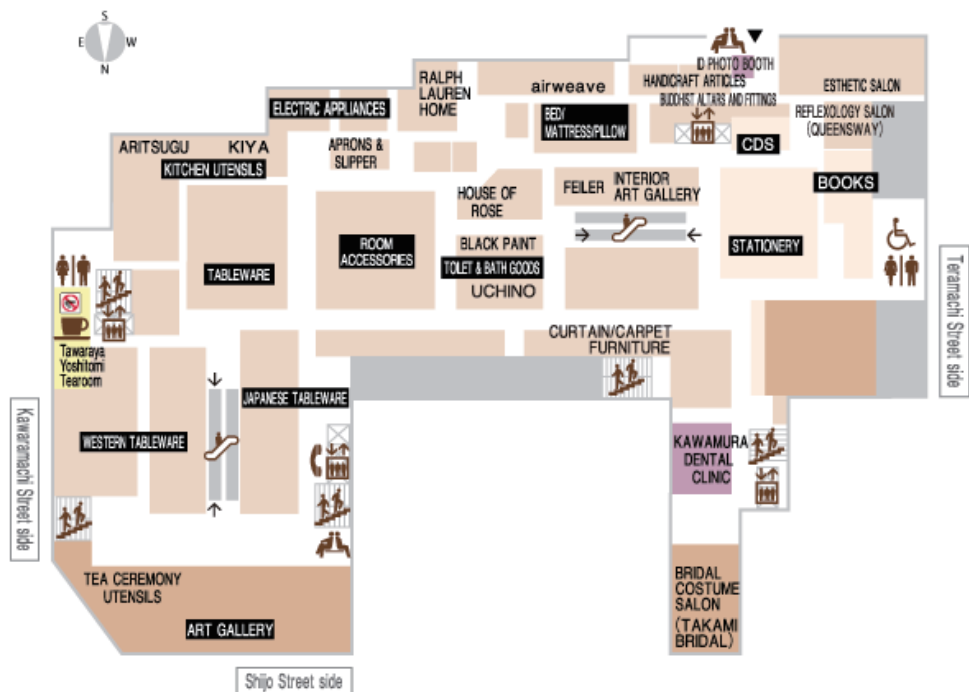 S
E W
N
ID PHOTO BOOTH
HANDICRAFT ARTICLES
BUDDHIST ALTARS AND FITTINGS
ESTHETIC SALON
REFLEXOLOGY SALON
(QUEENSWAY)
RALPH
LAUREN
HOME
airweave
ELECTRIC APPLIANCES
BED/
MATTRESS/PILLOW
CDS
ARITSUGU
KIYA
KITCHEN UTENSILS
APRONS &
SLIPPER
BOOKS
HOUSE OF
ROSE
FEILER
INTERIOR
ART GALLERY
TABLEWARE
ROOM
ACCESSORIES
BLACK PAINT
TOILET & BATH GOODS
UCHINO
STATIONERY
Teramachi Street side
Tawaraya
Yoshitomi
Tearoom
CURTAIN/CARPET
FURNITURE
JAPANESE TABLEWARE
WESTERN TABLEWARE
Kawaramachi Street side
KAWAMURA
DENTAL
CLINIC
TEA CEREMONY
UTENSILS
ART GALLERY
BRIDAL
COSTUME
SALON
(TAKAMI
BRIDAL)
Shijo Street side